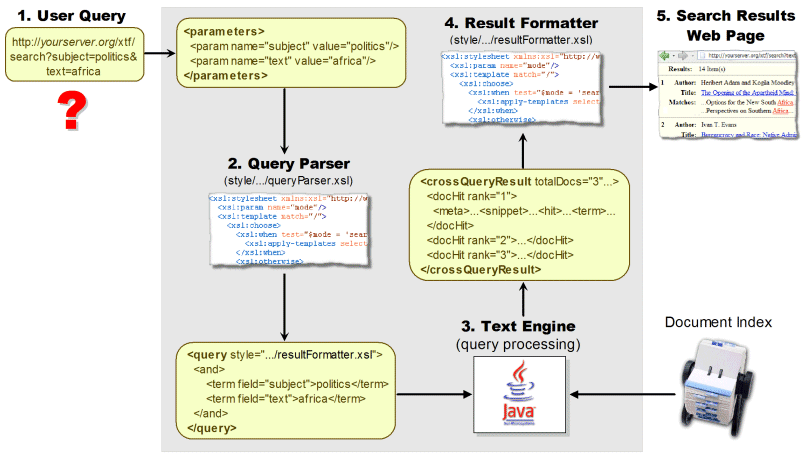 1. User Query
http://yourserver.org/xtf/
search?subject=politics&
text=africa
?
<parameters>
<param name="subject" value="politics"/>
<param name="text" value="africa"/>
</parameters>
2. Query Parser
(style/.../queryParser.xsl)
<xsl:stylesheet xmlns:xsl="http://w
<xsl:param name="mode"/>
<xsl:template match="/">
<xsl:choose>
<xsl:when test="$mode = 'sear
<xsl:apply-templates select
</xsl:when>
<xsl:otherwise>
<query style=".../resultFormatter.xsl">
<and>
<term field="subject">politics</term>
<term field="text">africa</term>
</and>
</query>
3. Text Engine
(query processing)
Java
Document Index
<crossQueryResult totalDocs="3"...>
<docHit rank="1">
<meta>...<snippet>...<hit>...<term>...
</docHit>
<docHit rank="2">...</docHit>
<docHit rank="3">...</docHit>
</crossQueryResult>
4. Result Formatter
(style/.../resultFormatter.xsl)
<xsl:stylesheet xmlns:xsl="http://w
<xsl:param name="mode"/>
<xsl:template match="/">
<xsl:choose>
<xsl:when test="$mode = 'sear
<xsl:apply-templates select
</xsl:when>
<xsl:otherwise>
5. Search Results
Web Page
http://yourserver.org/xtf/search?text
Results: 14 Item(s)
1 Author: Heribert Adam and Kogila Moodley
Title: The Opening of the Apartheid Mind:
Matches: ...Options for the New South Africa
...Perspectives on Southern Africa...
2 Author: Ivan T. Evans
Title: Bureaucracy and Race: Native Admi